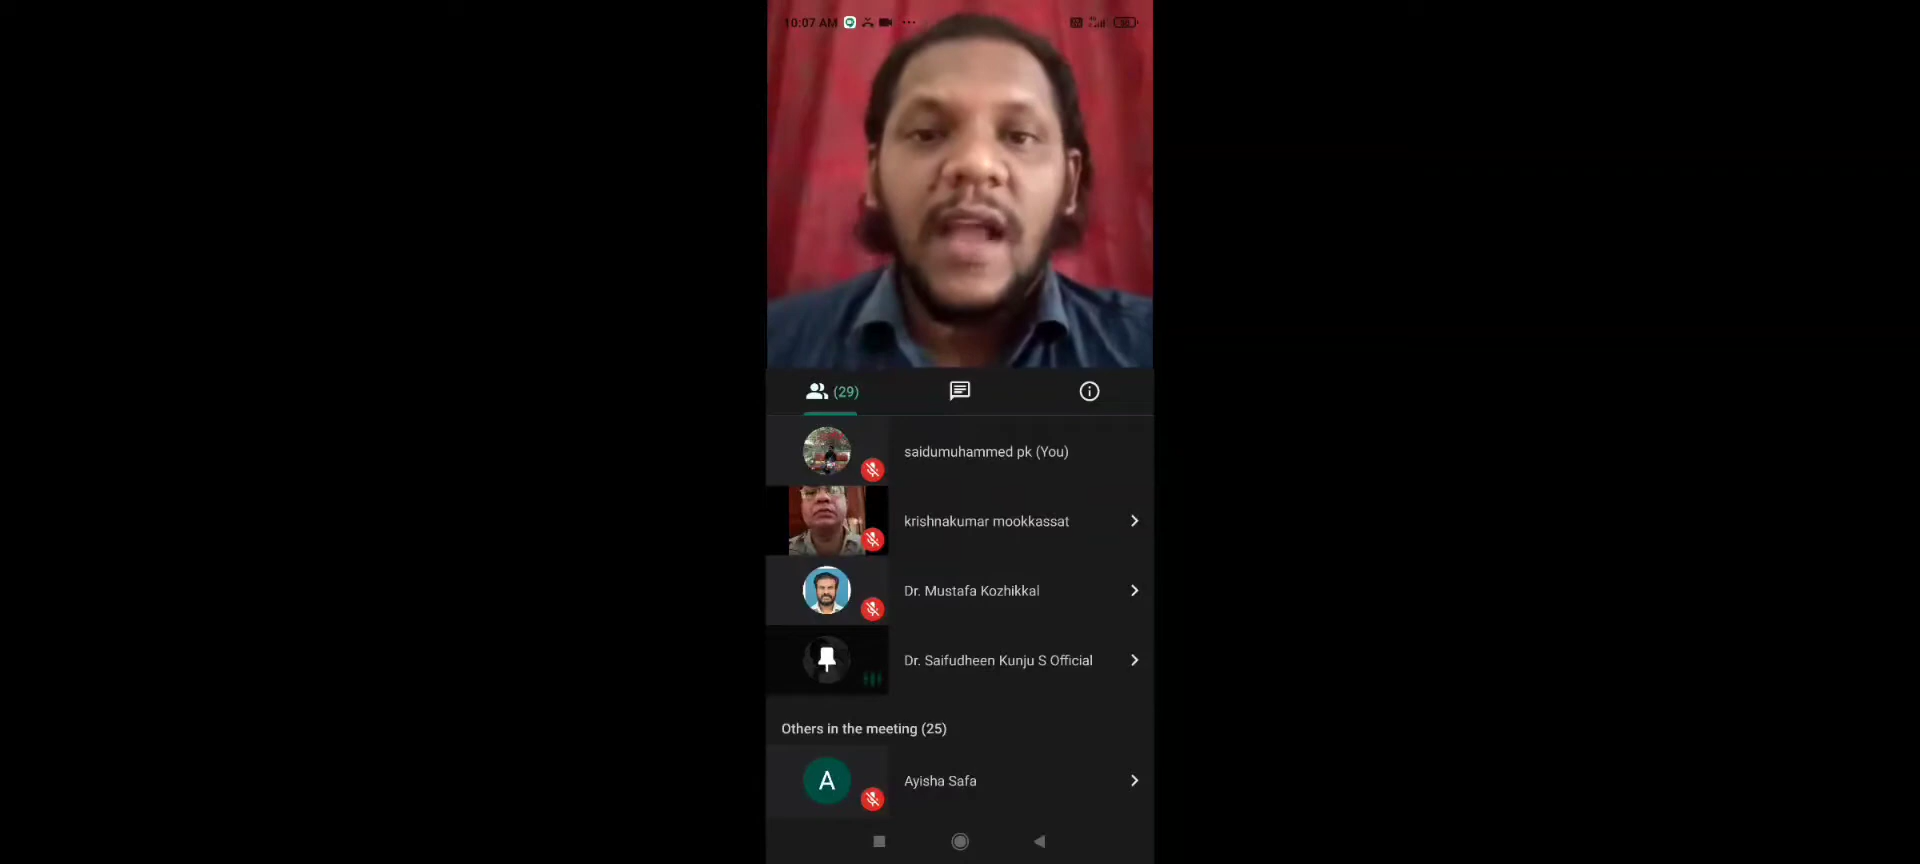 10:07 AM
(29)
saidumuhammed pk (You)
krishnakumar mookkassat
Dr. Mustafa Kozhikkal
Dr. Saifudheen Kunju S Official
Others in the meeting (25)
A
Ayisha Safa